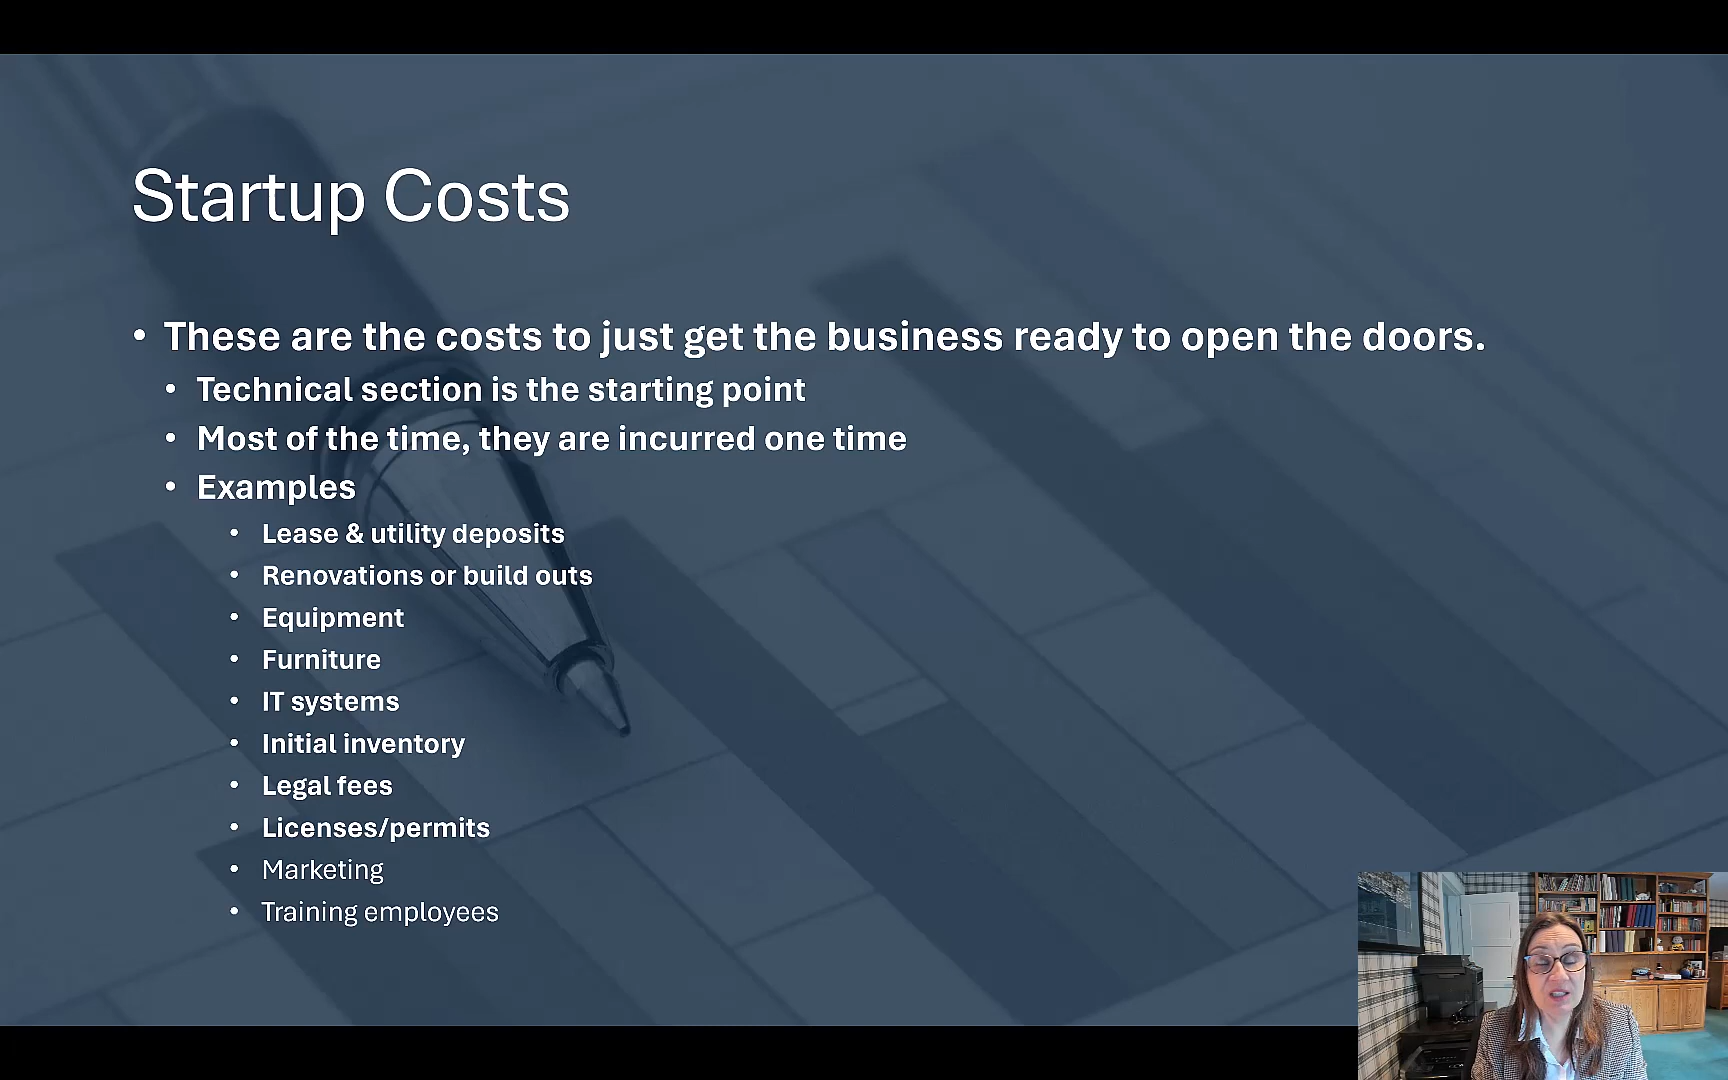 Startup Costs
• These are the costs to just get the business ready to open the doors.
• Technical section is the starting point
• Most of the time, they are incurred one time
• Examples
• Lease & utility deposits
• Renovations or build outs
• Equipment
• Furniture
• IT systems
• Initial inventory
• Legal fees
• Licenses/permits
• Marketing
• Training employees